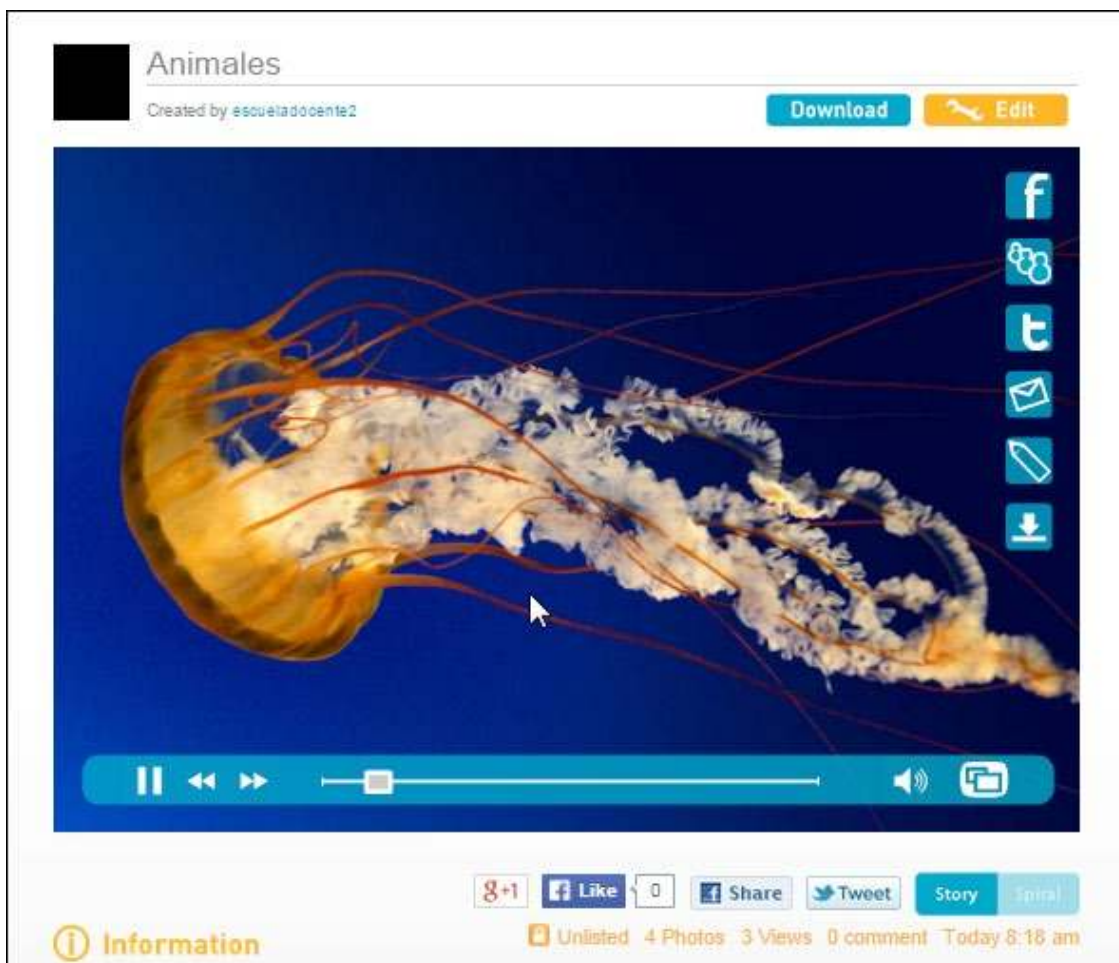 Animales
Created by escueladocente2
Download Edit
g+1 Like 0 Share Tweet Story Spiral
Information
Unlisted 4 Photos 3 Views 0 comment Today 8:18 am